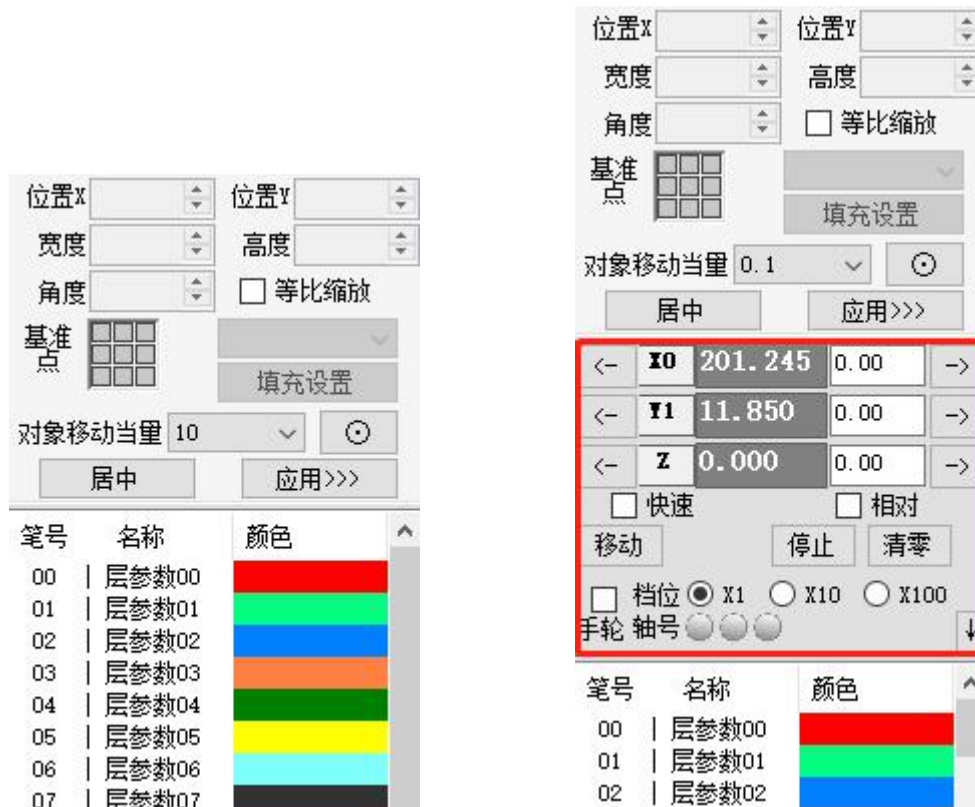 位置X 位置Y
宽度 高度
角度 等比缩放
基准点
填充设置
对象移动当量 10
居中 应用>>>
笔号 名称 颜色
00 | 层参数00
01 | 层参数01
02 | 层参数02
03 | 层参数03
04 | 层参数04
05 | 层参数05
06 | 层参数06
07 | 层参数07
位置X 位置Y
宽度 高度
角度 等比缩放
基准点
填充设置
对象移动当量 0.1
居中 应用>>>
<- X0 201.245 0.00 ->
<- Y1 11.850 0.00 ->
<- Z 0.000 0.00 ->
快速 相对
移动 停止 清零
档位 X1 X10 X100
手轮 轴号 ↓
笔号 名称 颜色
00 | 层参数00
01 | 层参数01
02 | 层参数02